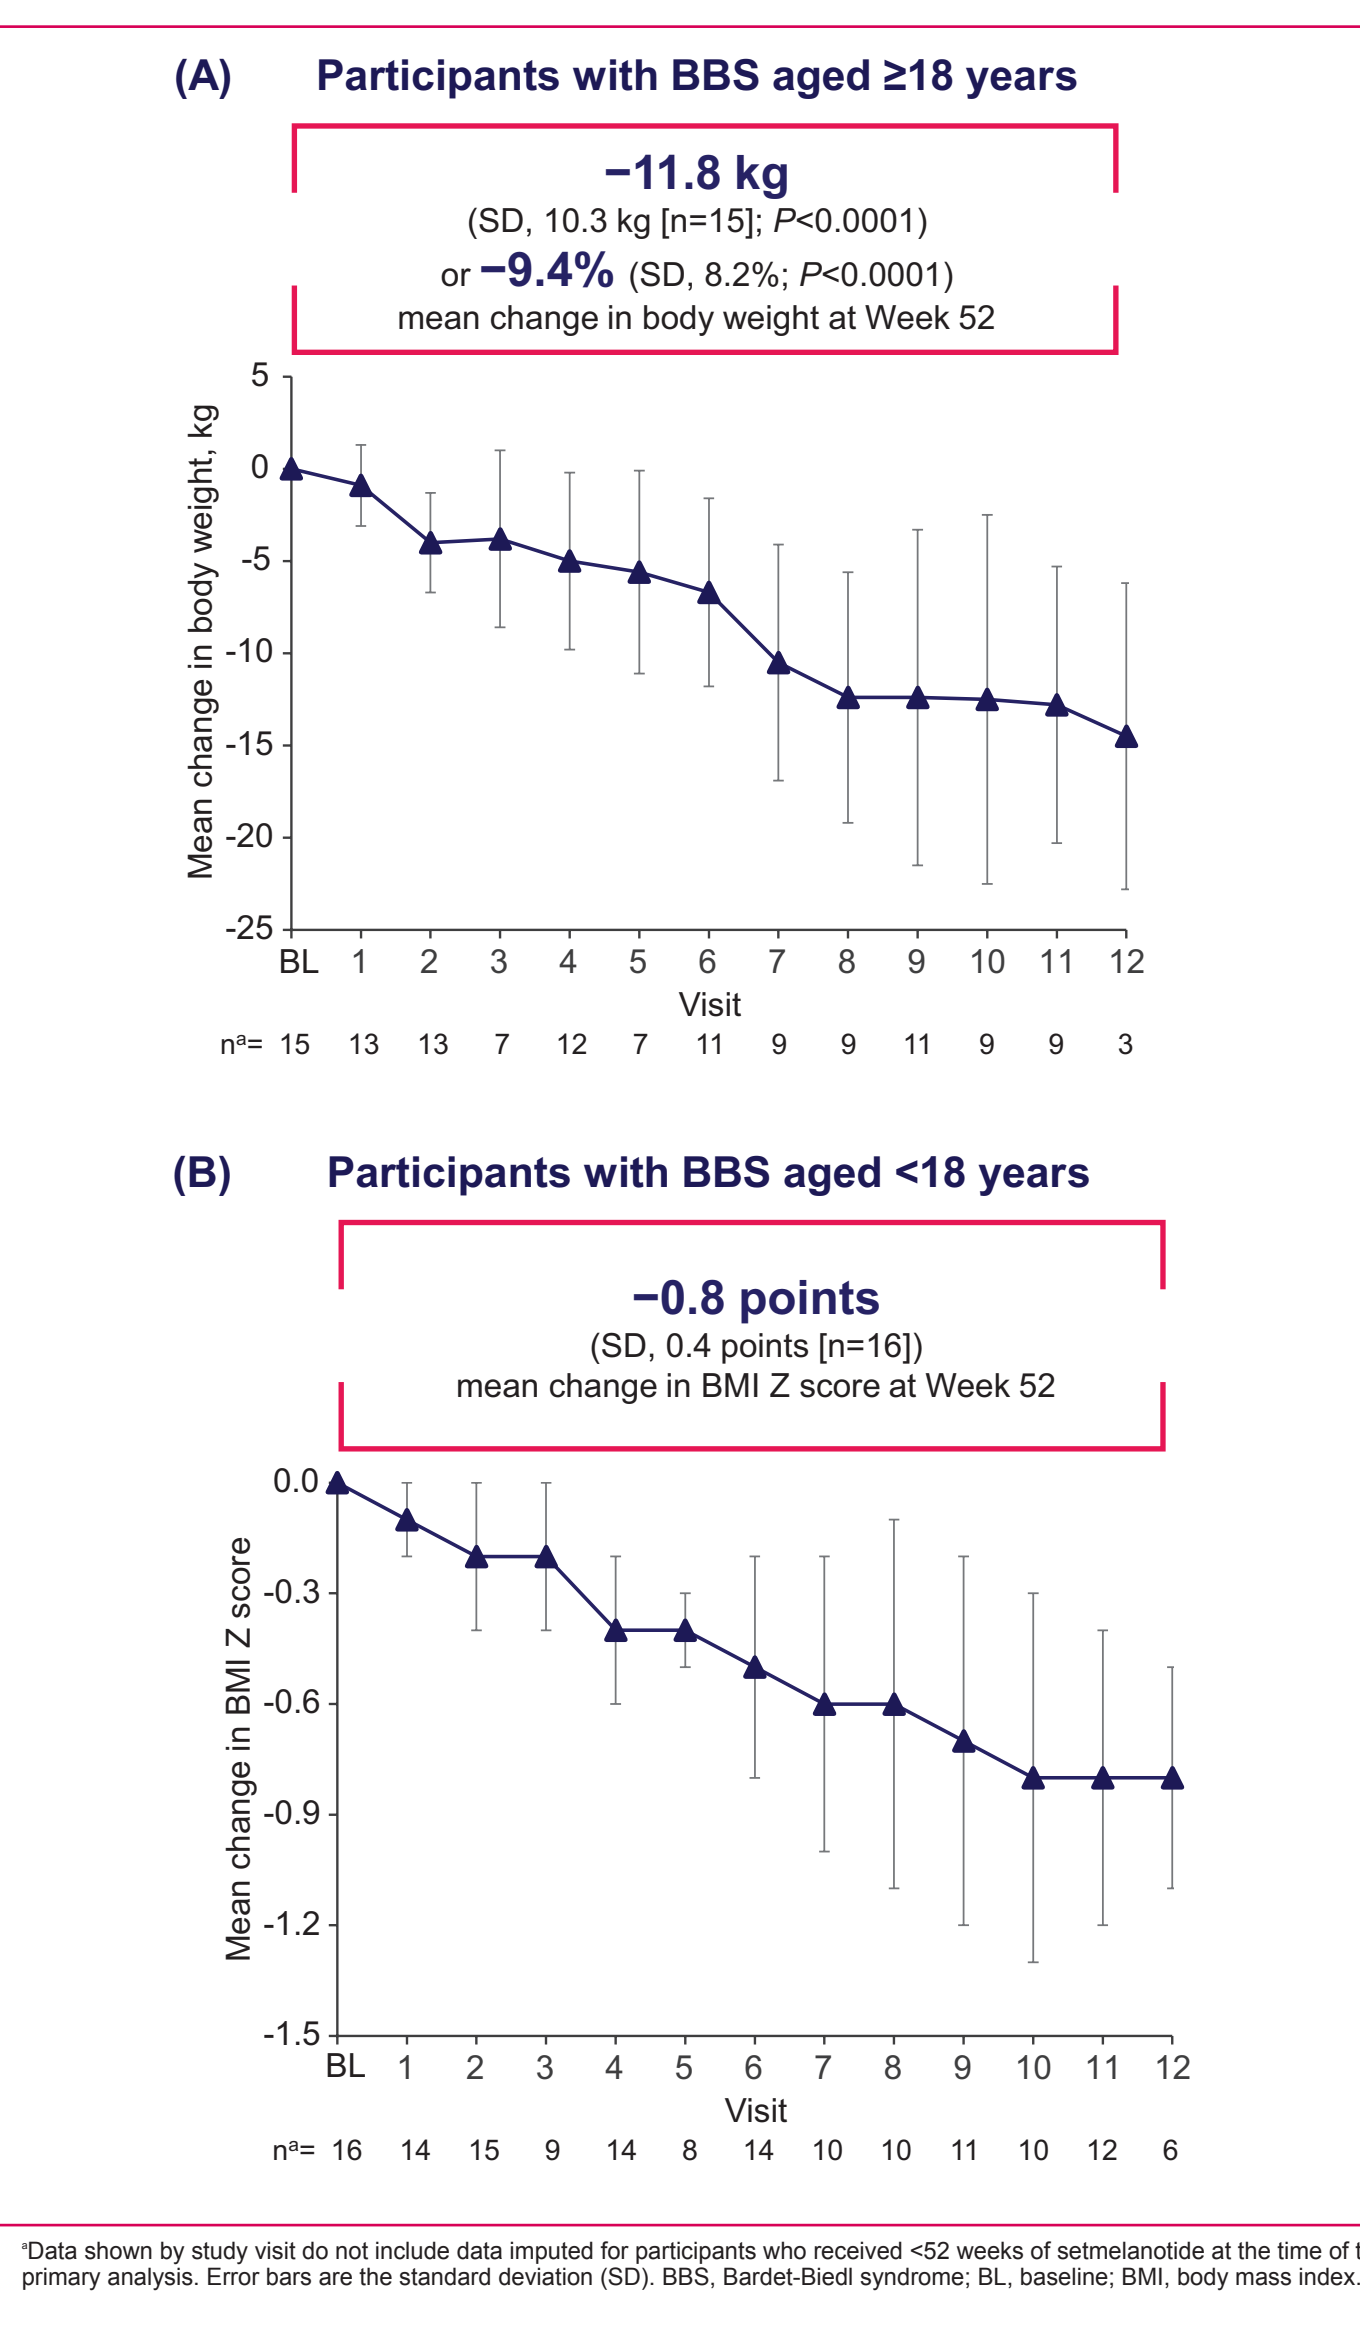 (A) Participants with BBS aged ≥18 years
−11.8 kg
(SD, 10.3 kg [n=15]; P<0.0001)
or −9.4% (SD, 8.2%; P<0.0001)
mean change in body weight at Week 52
Mean change in body weight, kg
5
0
-5
-10
-15
-20
-25
BL 1 2 3 4 5 6 7 8 9 10 11 12
Visit
nᵃ= 15 13 13 7 12 7 11 9 9 11 9 9 3
(B) Participants with BBS aged <18 years
−0.8 points
(SD, 0.4 points [n=16])
mean change in BMI Z score at Week 52
Mean change in BMI Z score
0.0
-0.3
-0.6
-0.9
-1.2
-1.5
BL 1 2 3 4 5 6 7 8 9 10 11 12
Visit
nᵃ= 16 14 15 9 14 8 14 10 10 11 10 12 6
ᵃData shown by study visit do not include data imputed for participants who received <52 weeks of setmelanotide at the time of
primary analysis. Error bars are the standard deviation (SD). BBS, Bardet-Biedl syndrome; BL, baseline; BMI, body mass index.